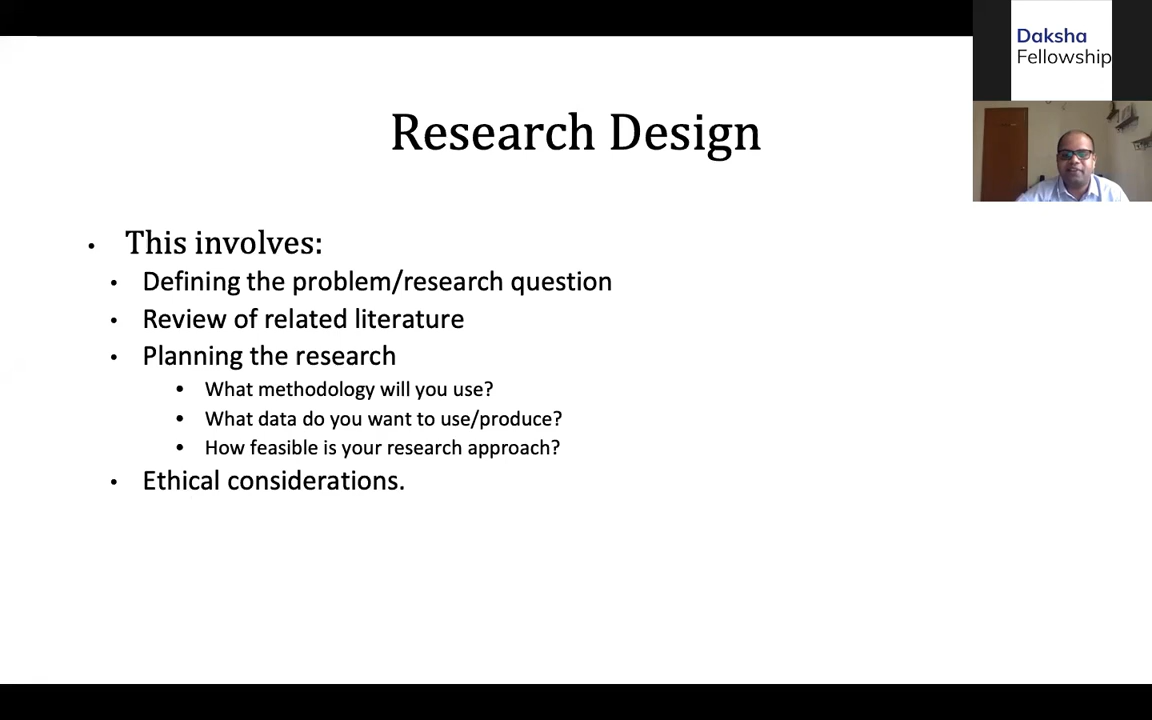 Daksha
Fellowship
Research Design
• This involves:
• Defining the problem/research question
• Review of related literature
• Planning the research
• What methodology will you use?
• What data do you want to use/produce?
• How feasible is your research approach?
• Ethical considerations.